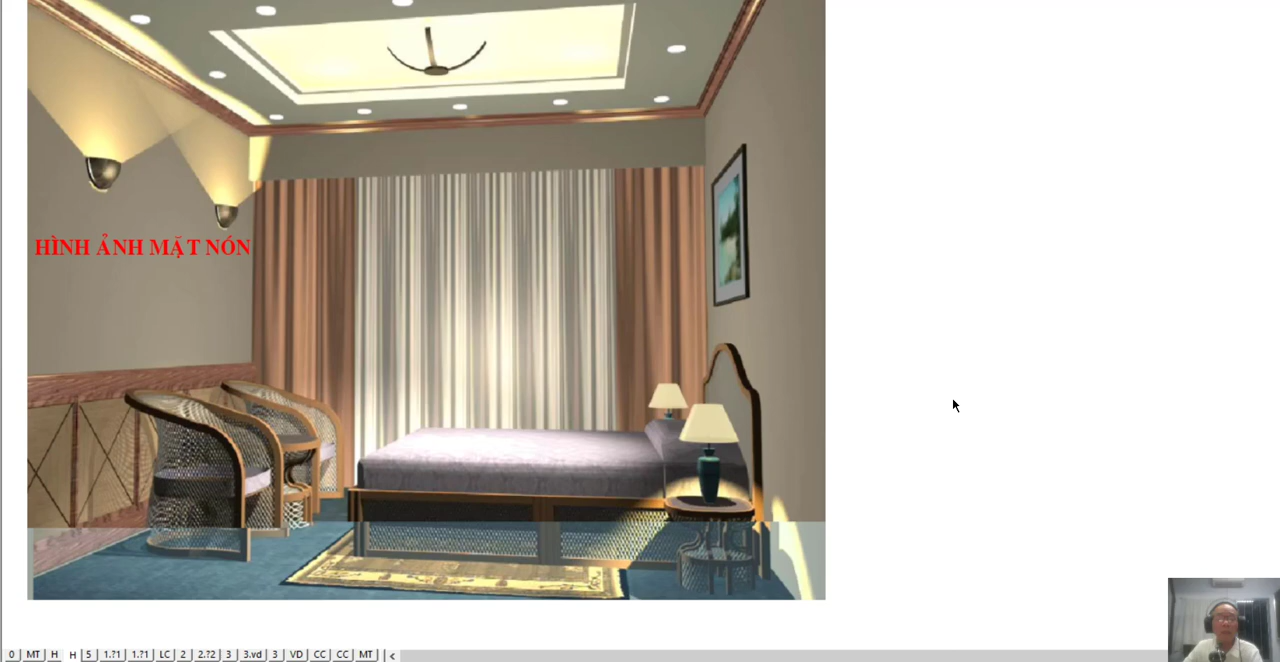 HÌNH ẢNH MẶT NÓN
0 MT H H 5 1.?1 1.?1 LC 2 2.?2 3 3.vd 3 VD CC CC MT <